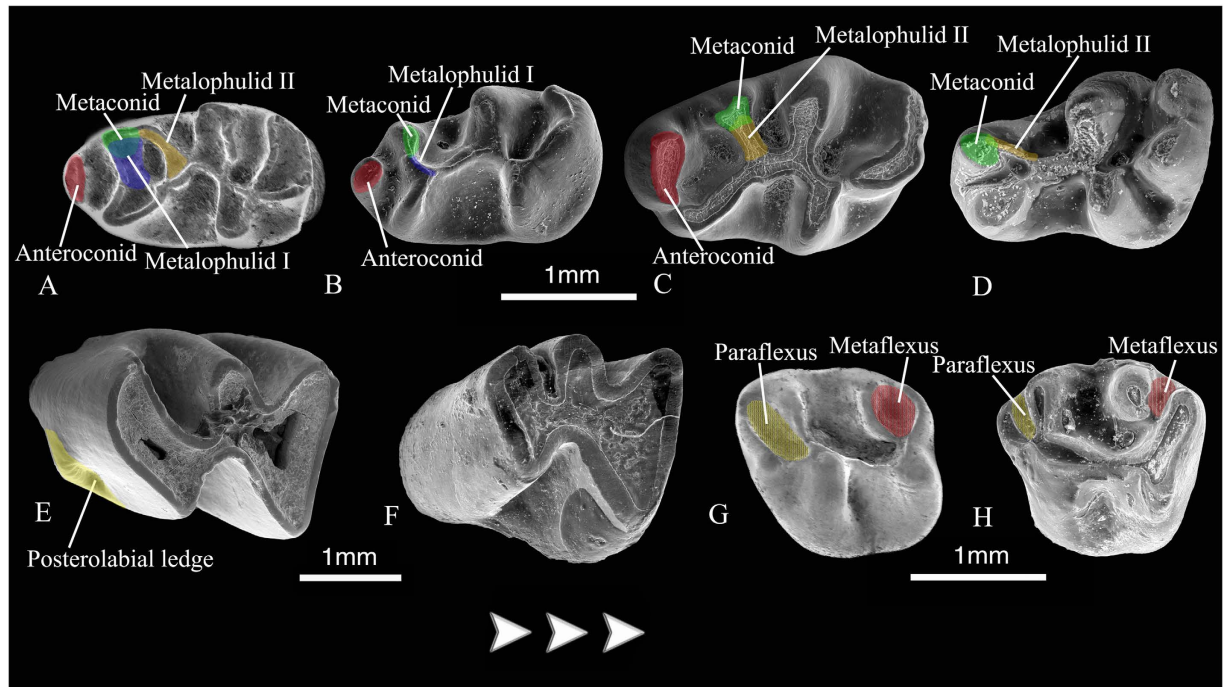 Metalophulid II
Metaconid
Anteroconid
Metalophulid I
A
Metalophulid I
Metaconid
Anteroconid
B
1mm
Metaconid
Metalophulid II
Anteroconid
C
Metalophulid II
Metaconid
D
E
Posterolabial ledge
1mm
F
Paraflexus
Metaflexus
G
1mm
Paraflexus
Metaflexus
H